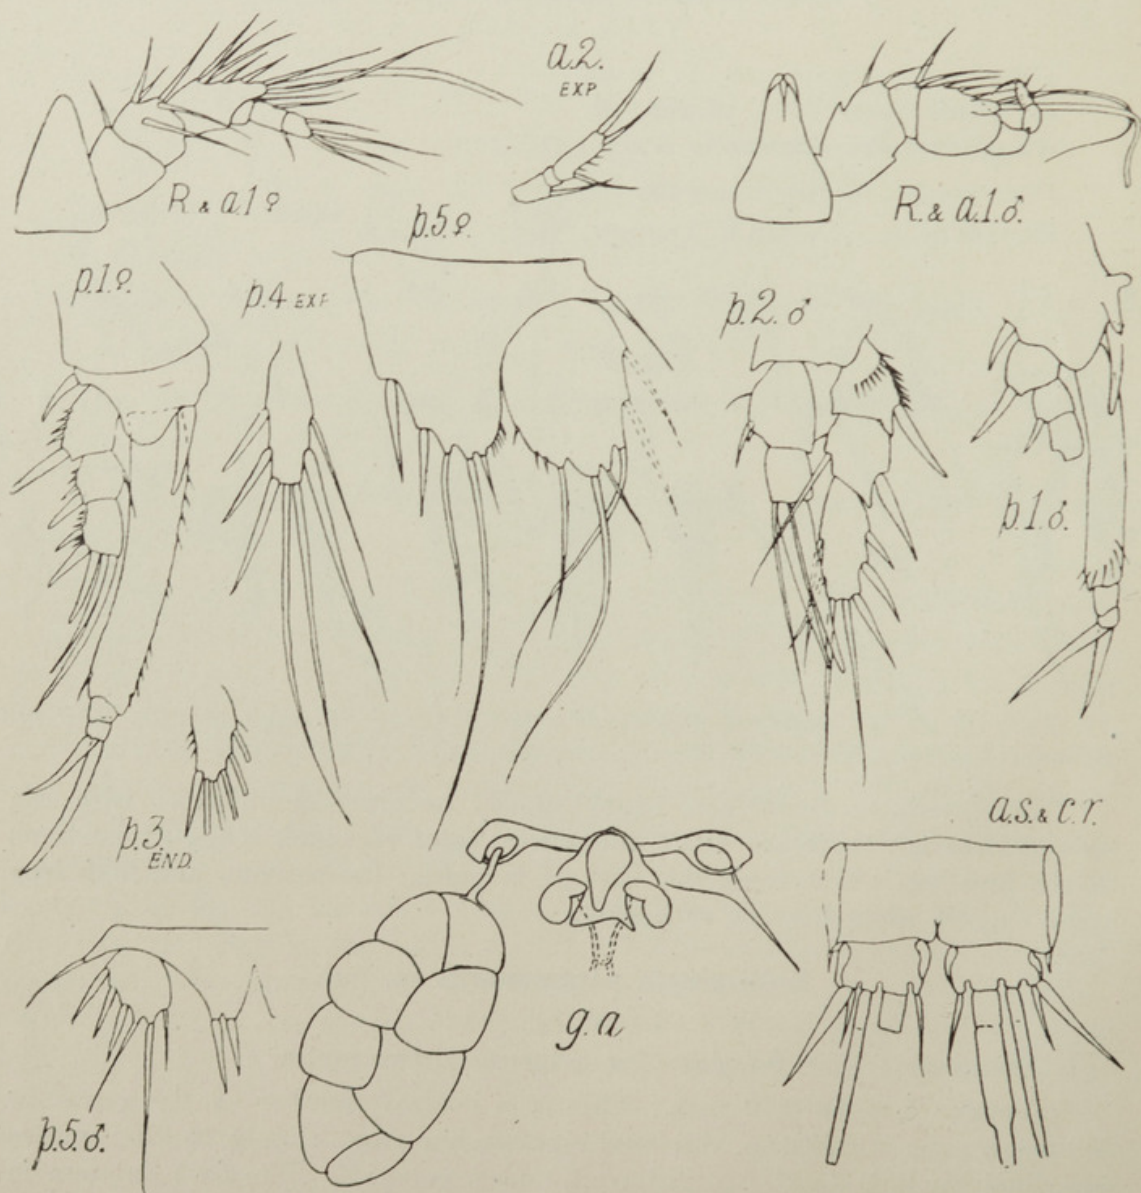 a.2.
EXP
R & a.1 ♀
R. & a.1. ♂.
p.5. ♀.
p.1. ♀.
p.4 EXP.
p.2. ♂
p.1. ♂.
p.3.
END.
a.s. & c.r.
g.a
p.5. ♂.